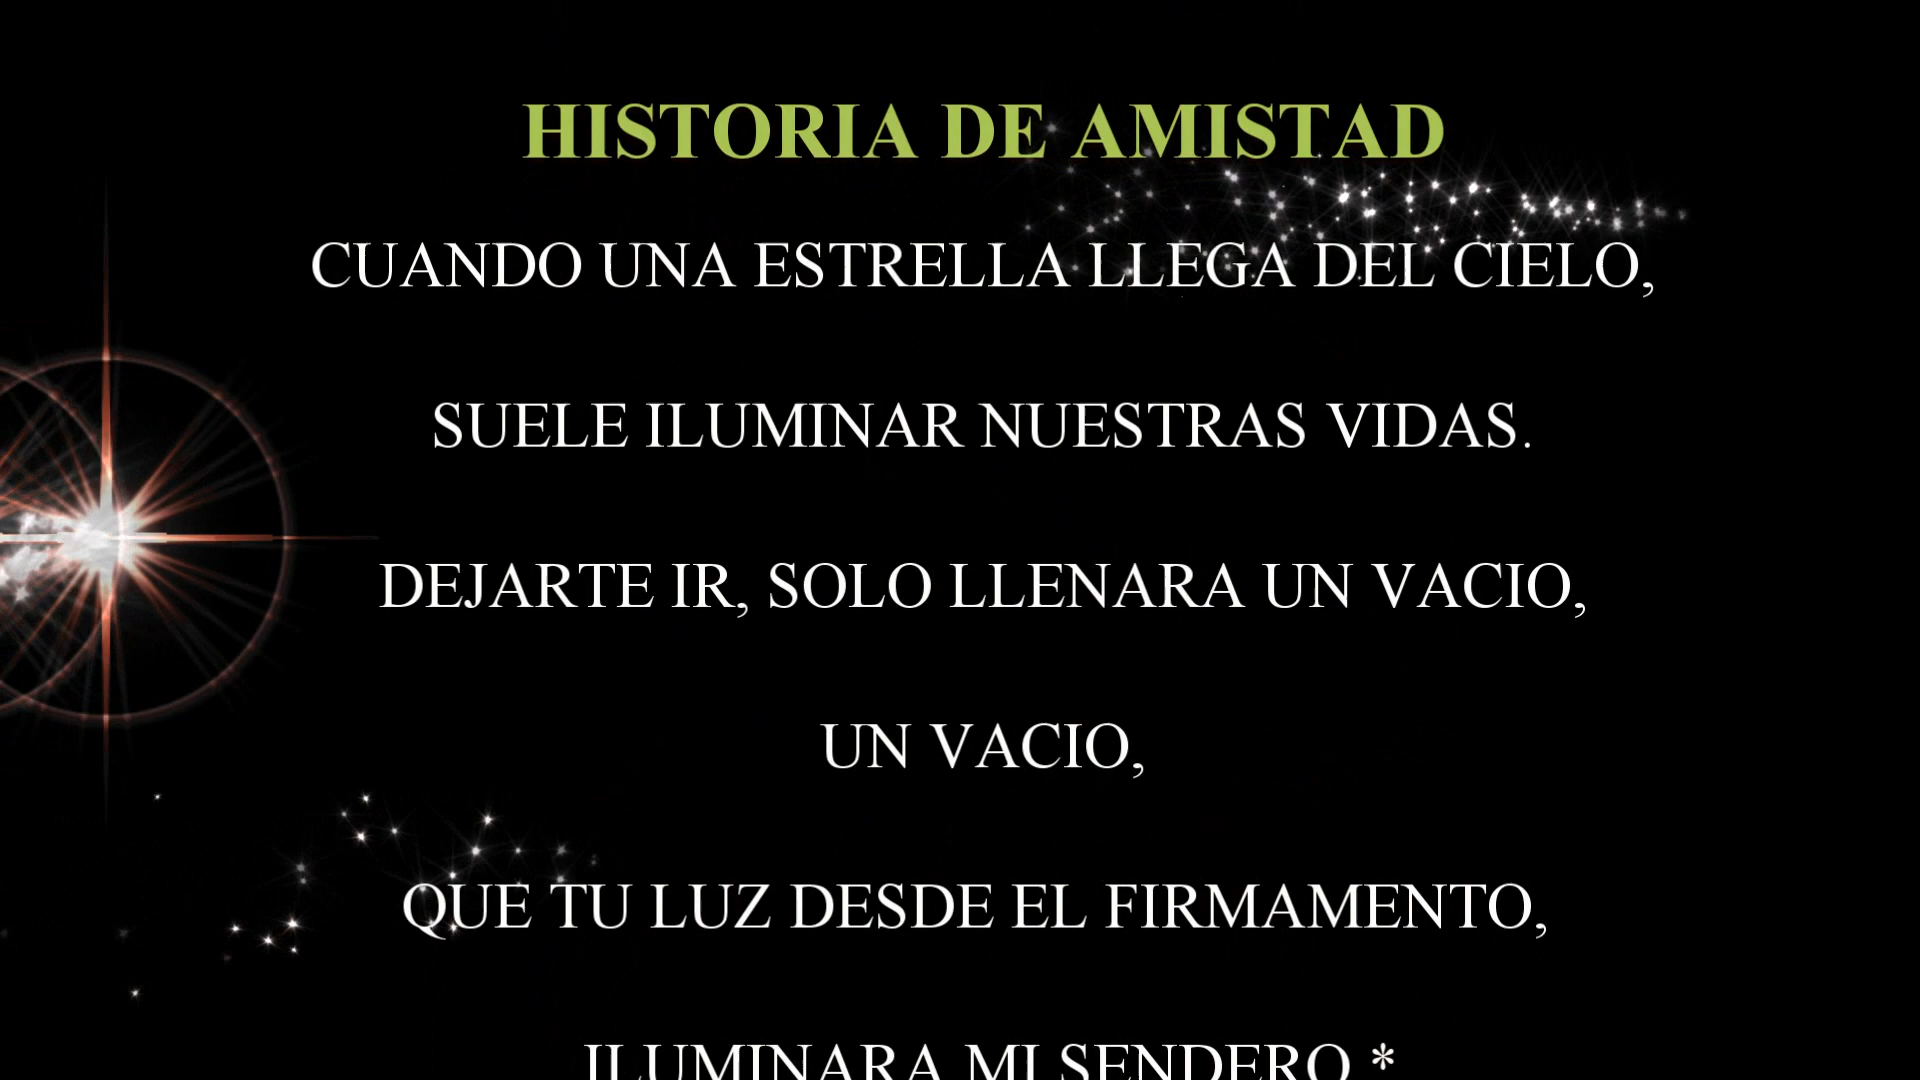 HISTORIA DE AMISTAD
CUANDO UNA ESTRELLA LLEGA DEL CIELO,
SUELE ILUMINAR NUESTRAS VIDAS.
DEJARTE IR, SOLO LLENARA UN VACIO,
UN VACIO,
QUE TU LUZ DESDE EL FIRMAMENTO,
ILUMINARA MI SENDERO *